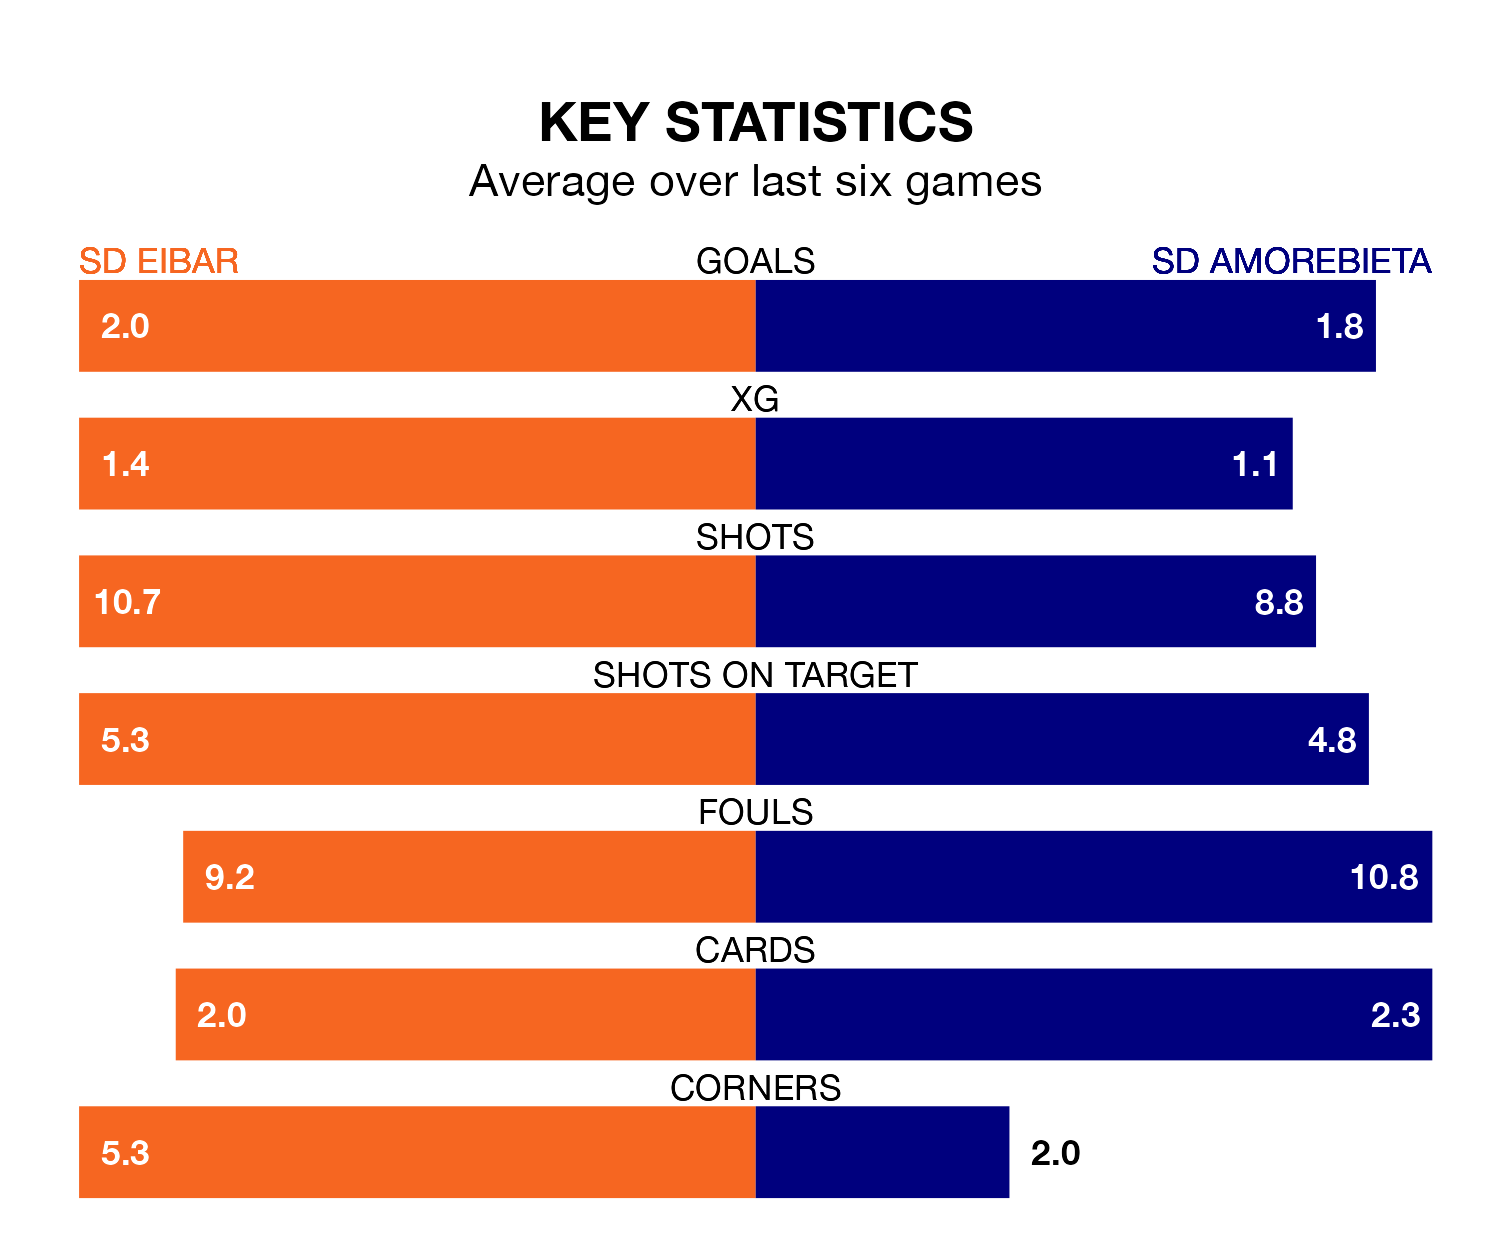 KEY STATISTICS
Average over last six games
SD EIBAR GOALS SD AMOREBIETA
2.0 1.8
XG
1.4 1.1
SHOTS
10.7 8.8
SHOTS ON TARGET
5.3 4.8
FOULS
9.2 10.8
CARDS
2.0 2.3
CORNERS
5.3 2.0